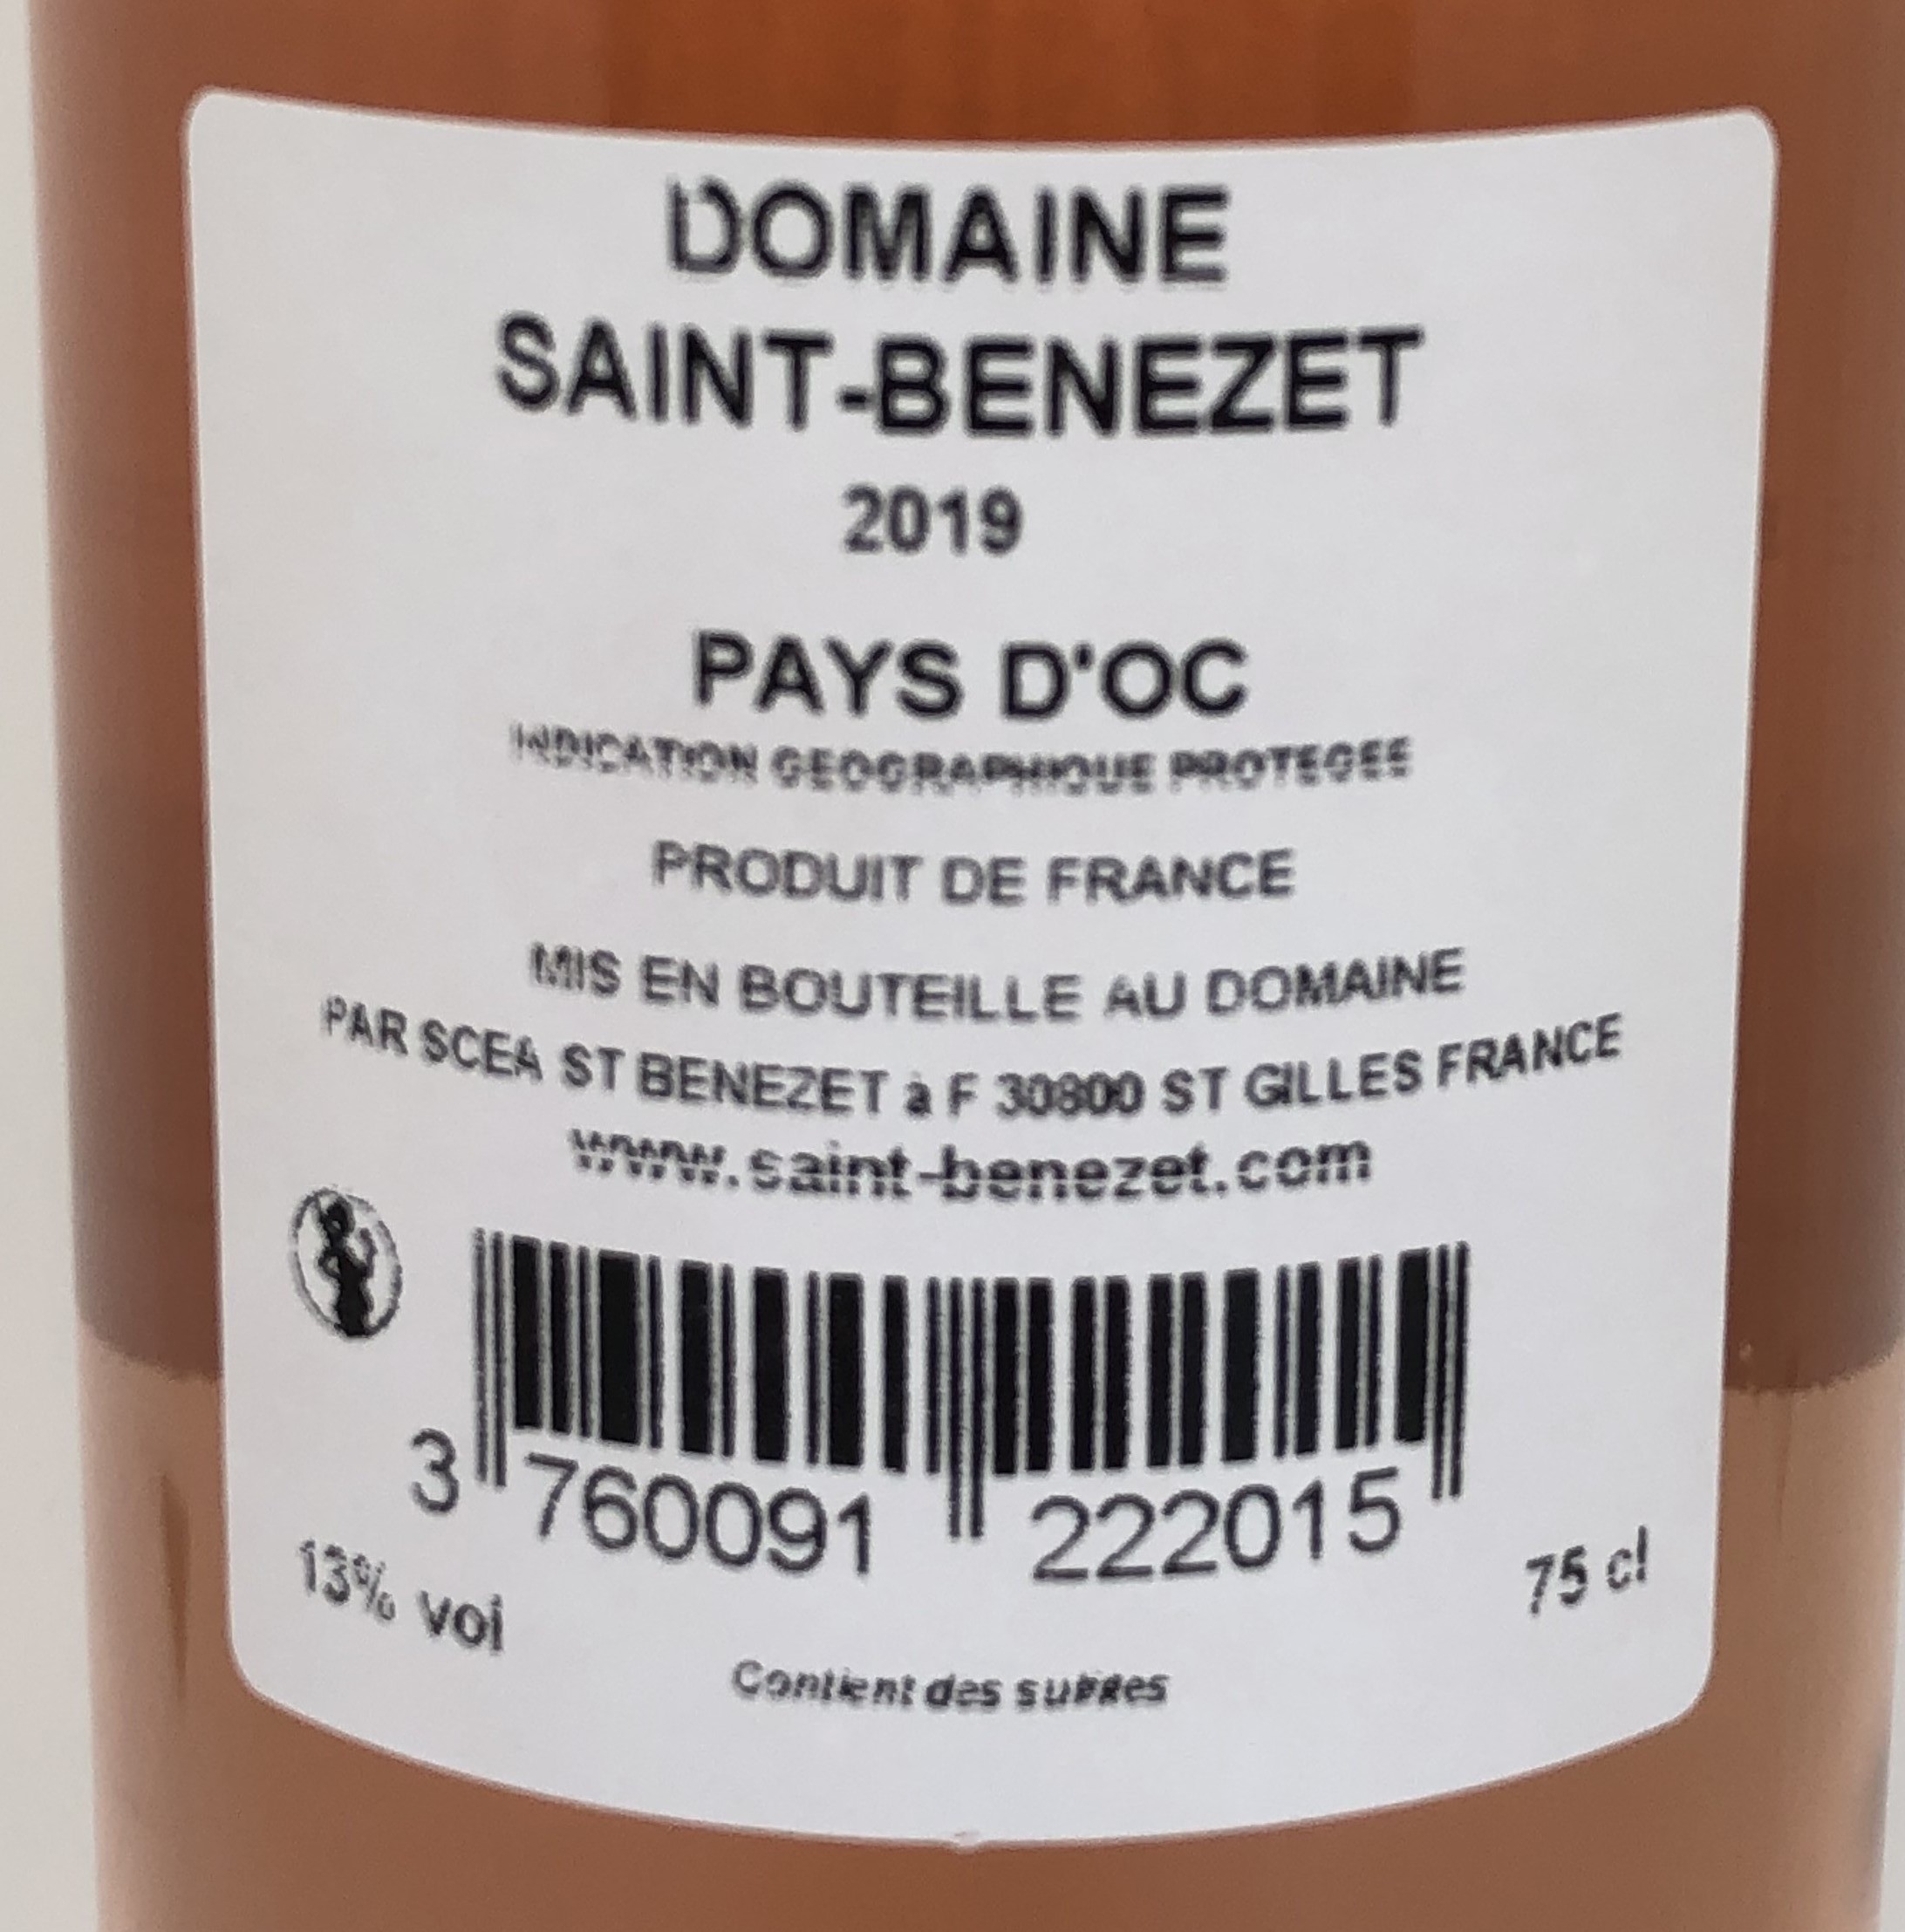 DOMAINE
SAINT-BENEZET
2019
PAYS D'OC
INDICATION GEOGRAPHIQUE PROTEGEE
PRODUIT DE FRANCE
MIS EN BOUTEILLE AU DOMAINE
PAR SCEA ST BENEZET à F 30800 ST GILLES FRANCE
www.saint-benezet.com
3 760091 222015
13% vol
75 cl
Contient des sulfites